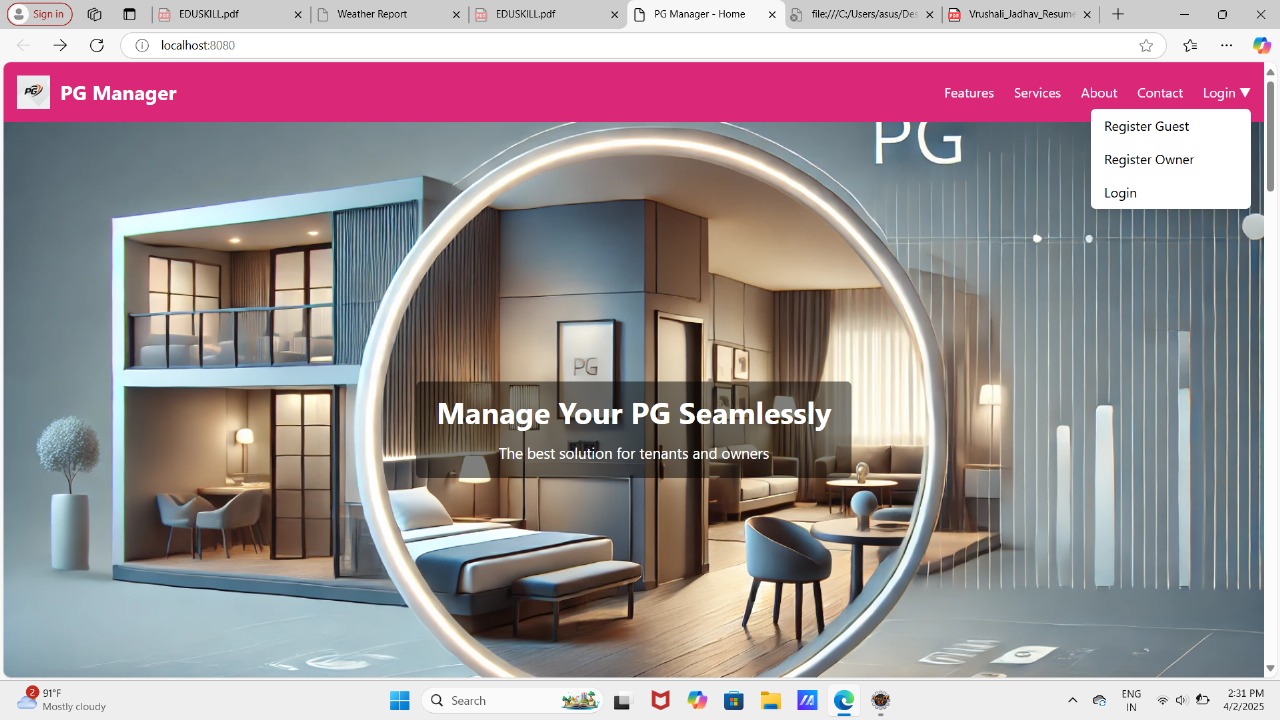 Sign in
EDUSKILL.pdf
Weather Report
EDUSKILL.pdf
PG Manager - Home
file:///C:/Users/asus/Des
Vrushali_Jadhav_Resume
localhost:8080
PG
PG Manager
Features
Services
About
Contact
Login ▼
Register Guest
Register Owner
Login
PG
PG
Manage Your PG Seamlessly
The best solution for tenants and owners
2
91°F
Mostly cloudy
Search
ENG
IN
2:31 PM
4/2/2025